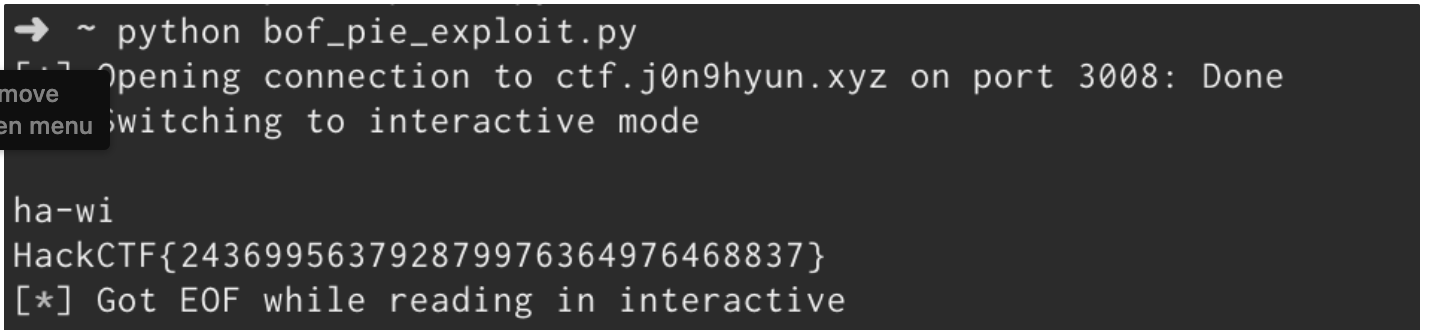 ➜ ~ python bof_pie_exploit.py
Opening connection to ctf.j0n9hyun.xyz on port 3008: Done
move
en menu
Switching to interactive mode
ha-wi
HackCTF{243699563792879976364976468837}
[*] Got EOF while reading in interactive